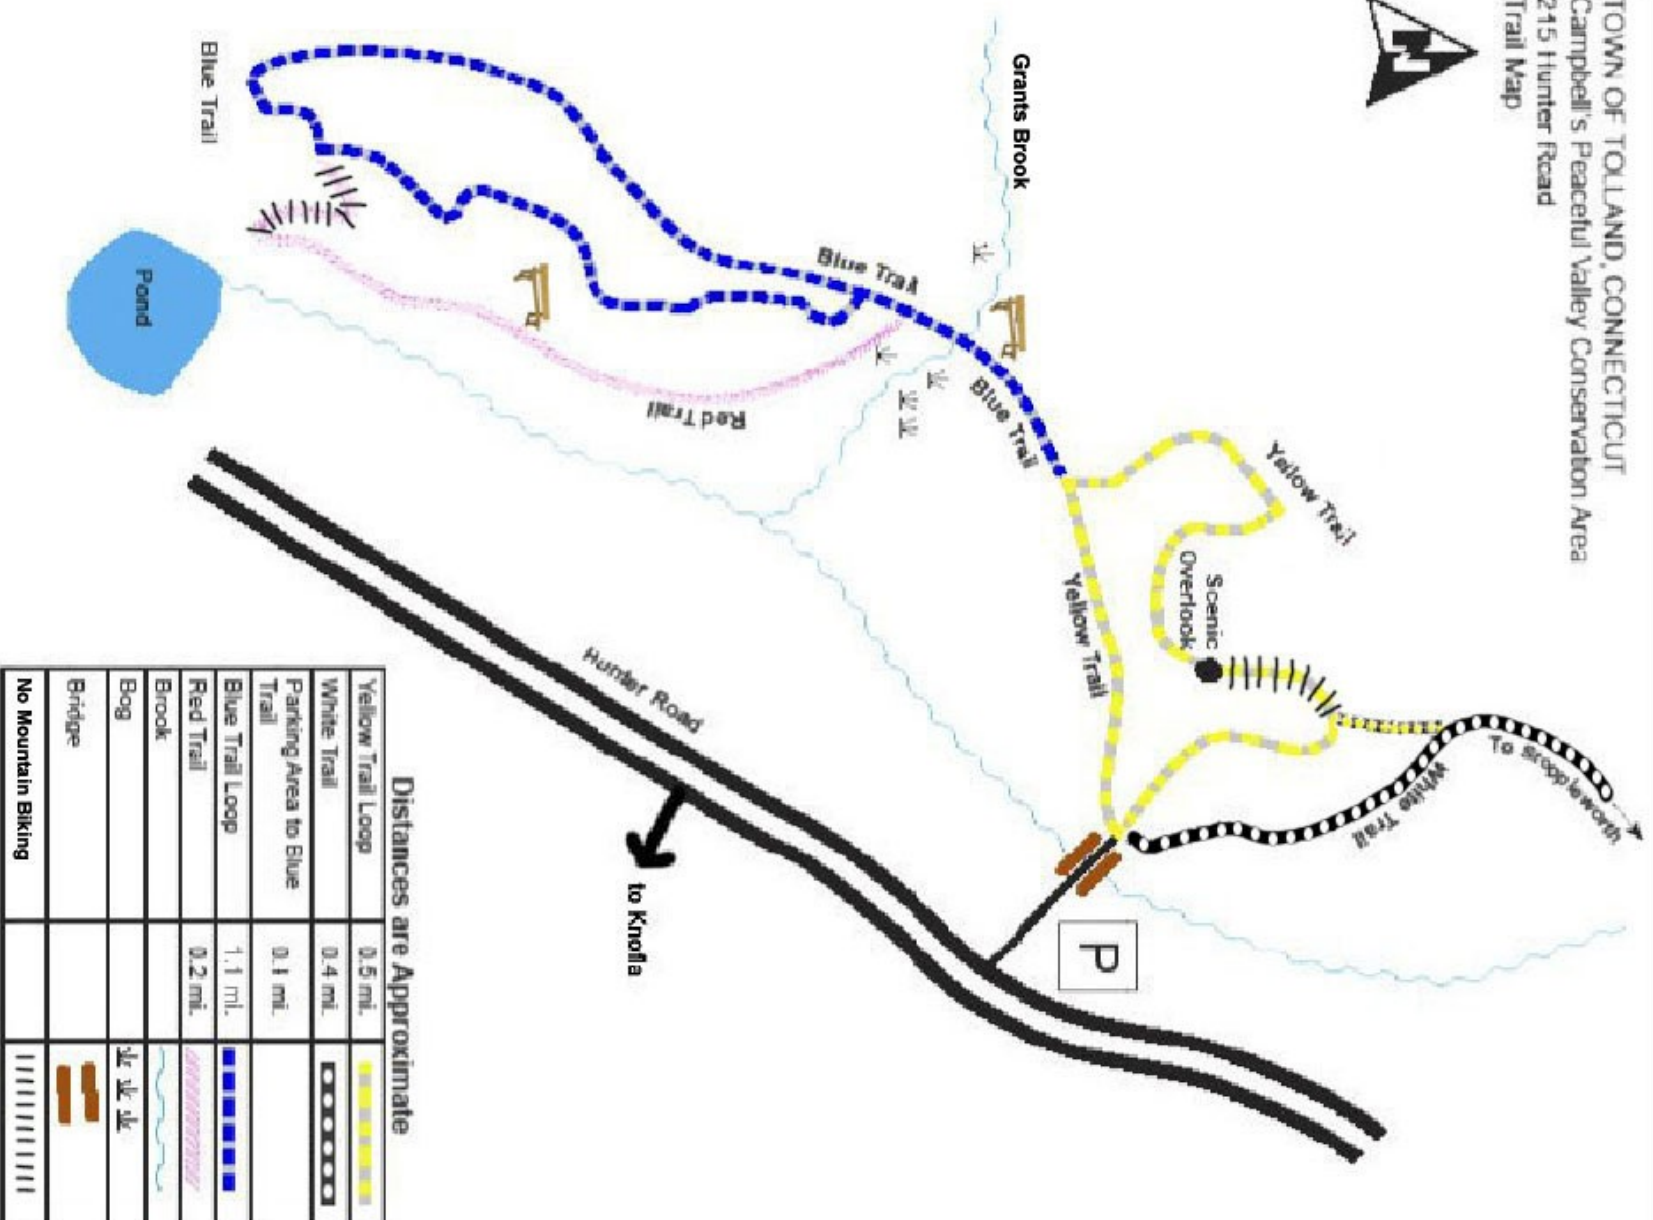 TOWN OF TOLLAND, CONNECTICUT
Campbell's Peaceful Valley Conservation Area
215 Hunter Road
Trail Map
N
Grants Brook
Blue Trail
Blue Trail
Blue Trail
Red Trail
Pond
Yellow Trail
Yellow Trail
Scenic
Overlook
White Trail
P
Hunter Road
to Knofla
Distances are Approximate
Yellow Trail Loop 0.5 mi.
White Trail 0.4 mi.
Parking Area to Blue 0.1 mi.
Trail
Blue Trail Loop 1.1 mi.
Red Trail 0.2 mi.
Brook
Bog
Bridge
No Mountain Biking